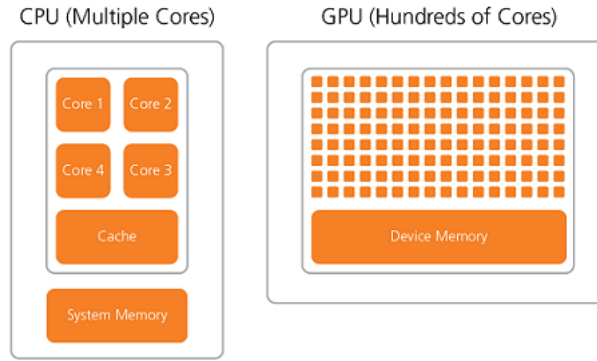 CPU (Multiple Cores)
Core 1
Core 2
Core 4
Core 3
Cache
System Memory
GPU (Hundreds of Cores)
Device Memory